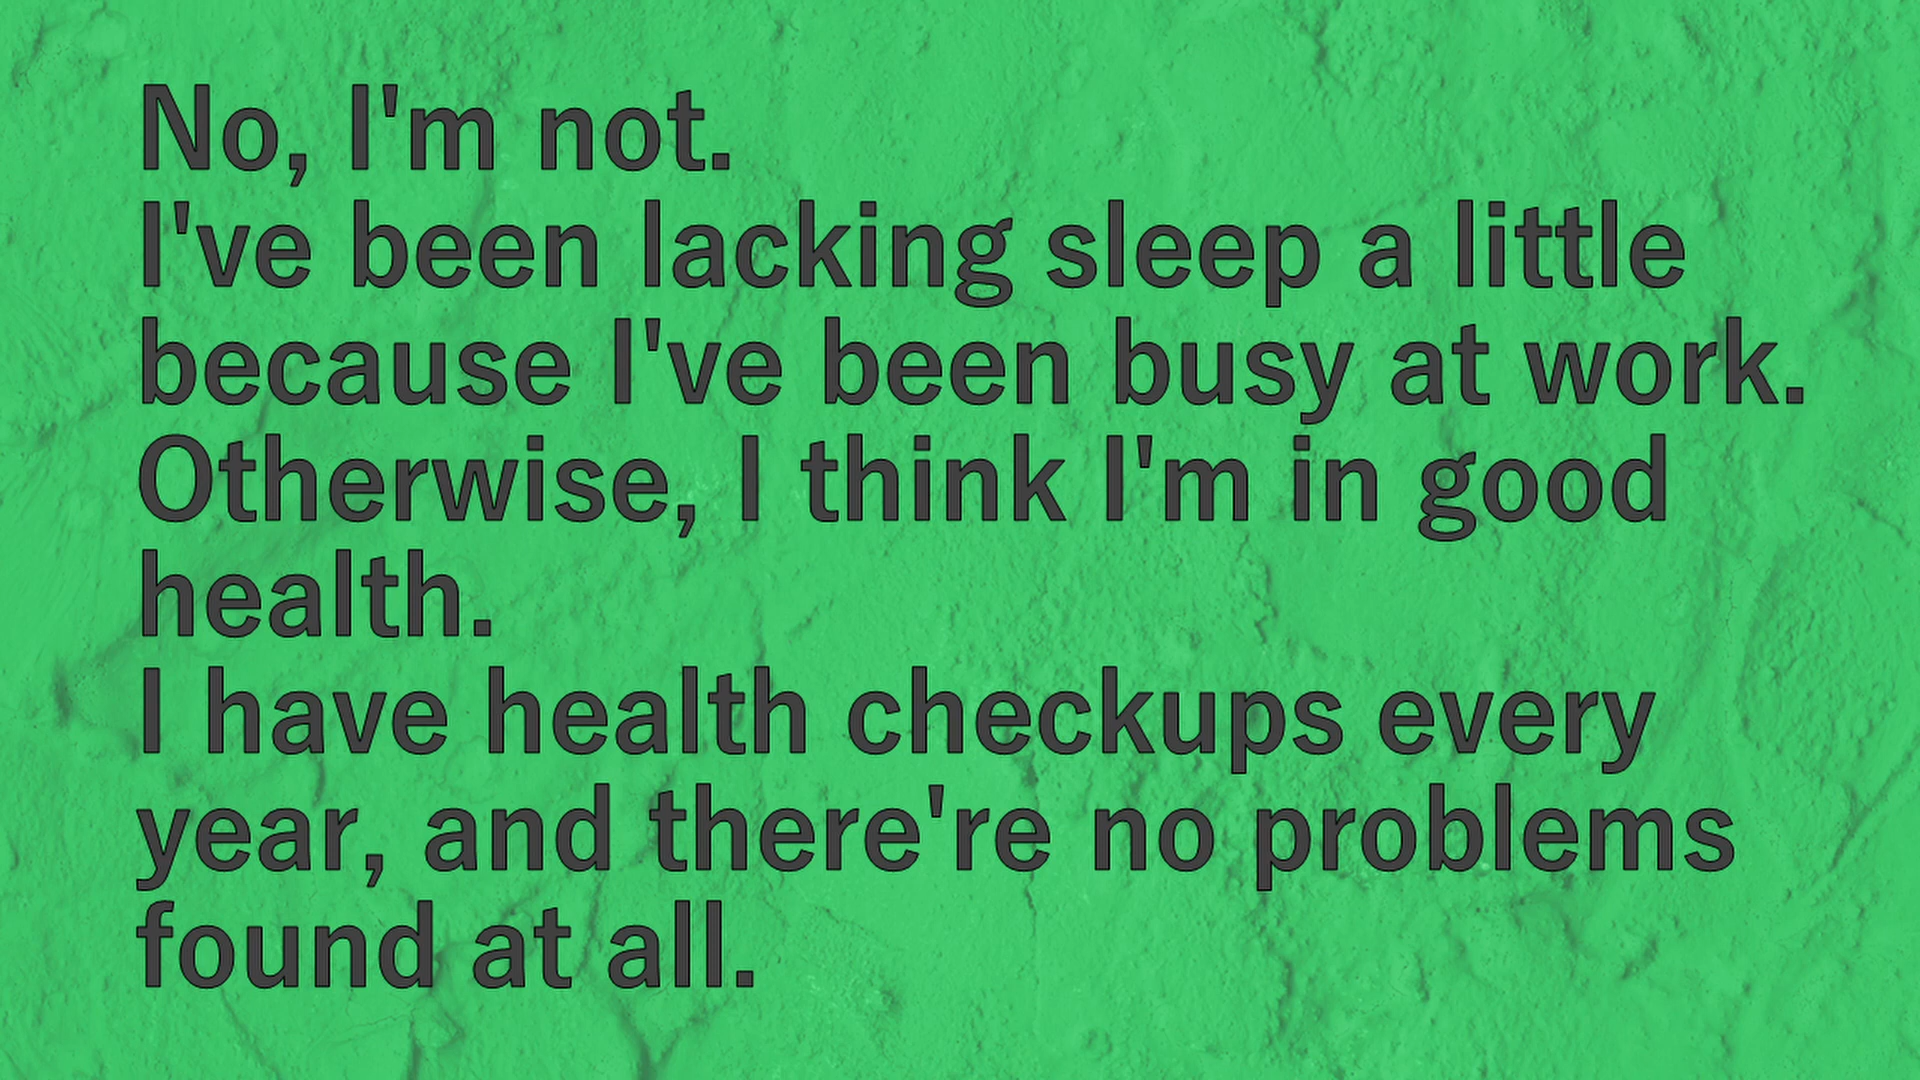 No, I'm not.
I've been lacking sleep a little
because I've been busy at work.
Otherwise, I think I'm in good
health.
I have health checkups every
year, and there're no problems
found at all.